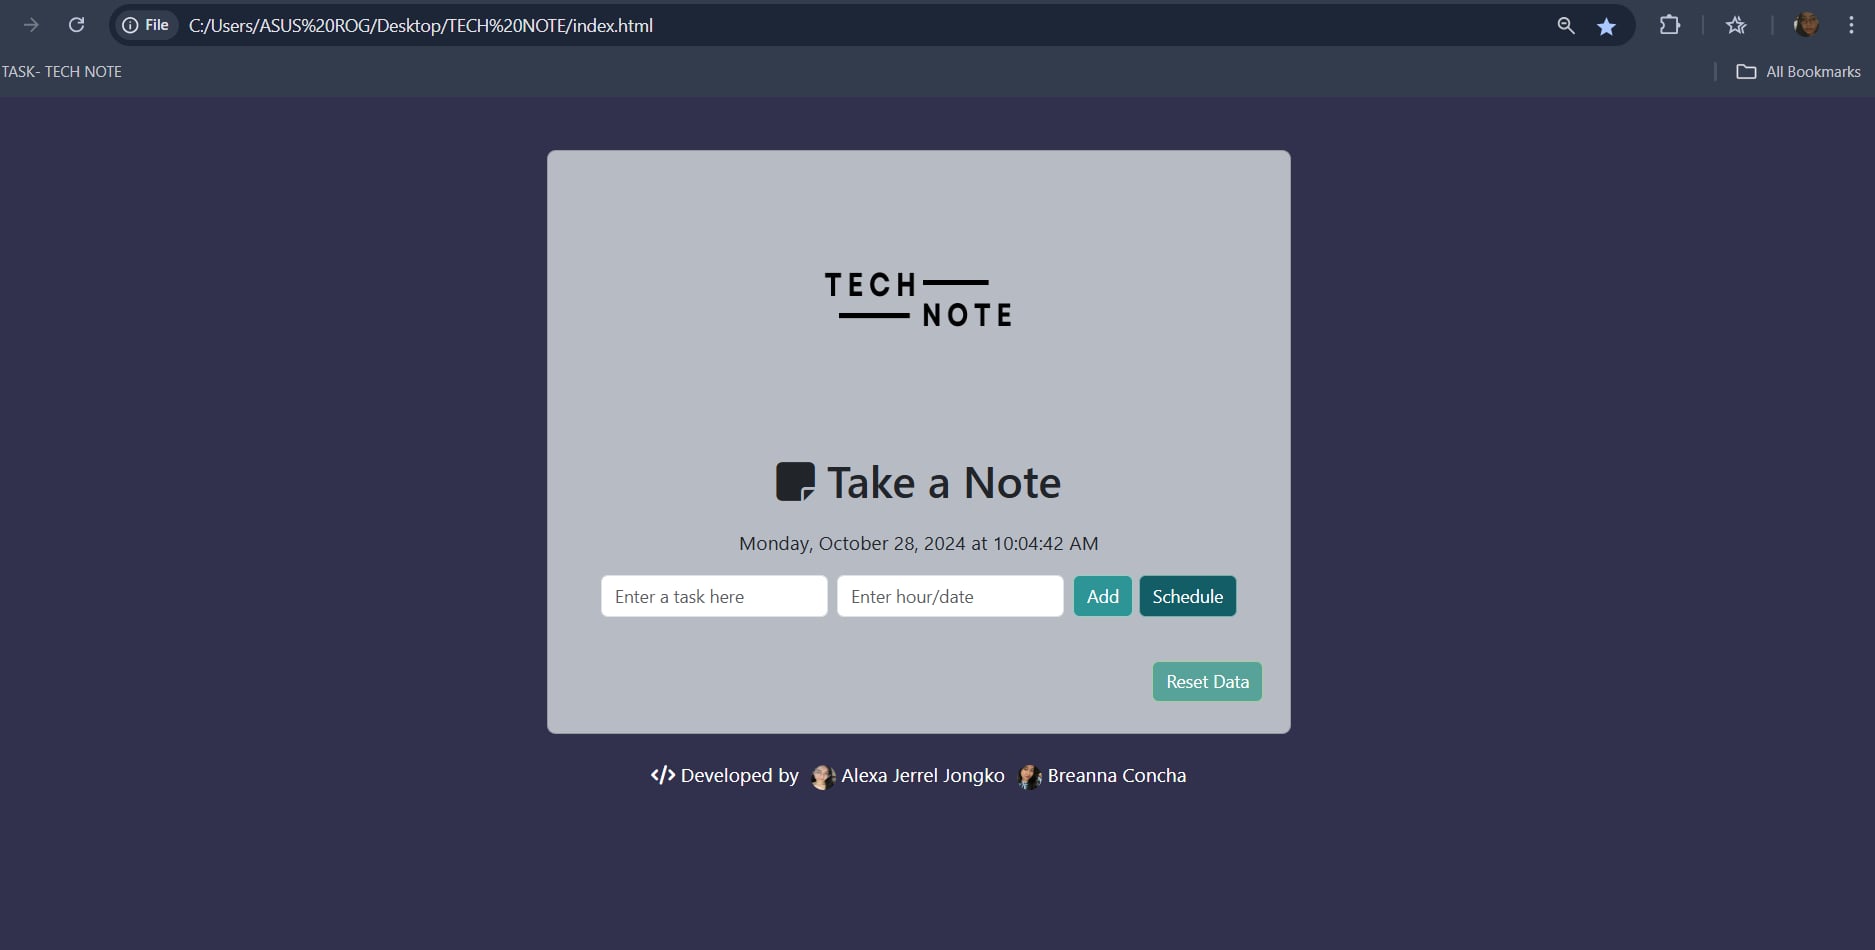 File C:/Users/ASUS%20ROG/Desktop/TECH%20NOTE/index.html
TASK- TECH NOTE All Bookmarks
TECH
NOTE
Take a Note
Monday, October 28, 2024 at 10:04:42 AM
Enter a task here Enter hour/date Add Schedule
Reset Data
</> Developed by Alexa Jerrel Jongko Breanna Concha